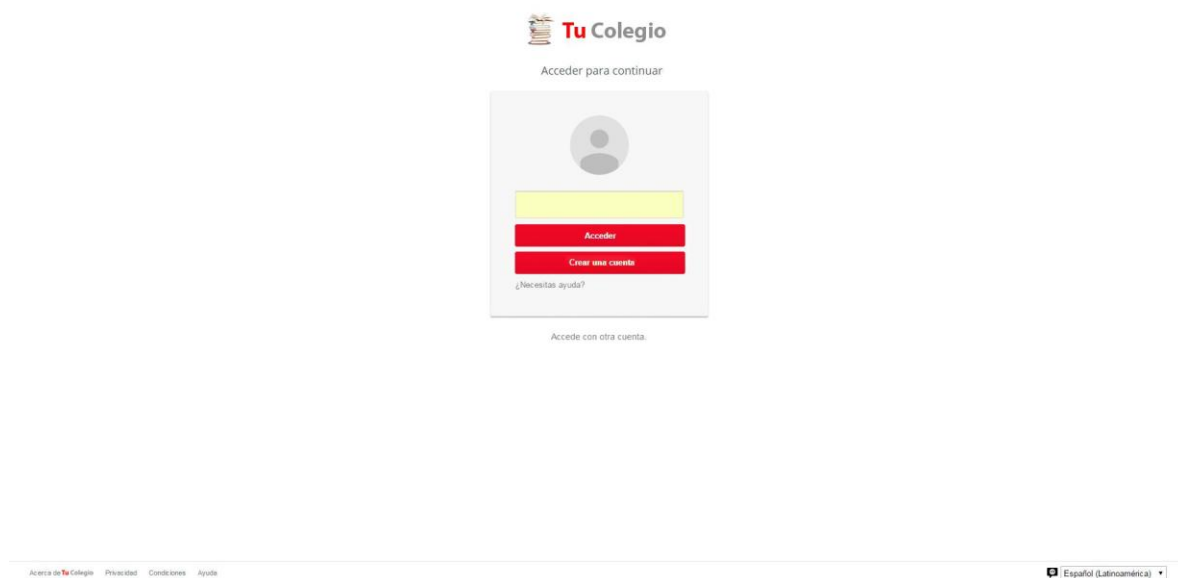 Tu Colegio
Acceder para continuar
Acceder
Crear una cuenta
¿Necesitas ayuda?
Accede con otra cuenta.
Acerca de Tu Colegio Privacidad Condiciones Ayuda
Español (Latinoamérica)